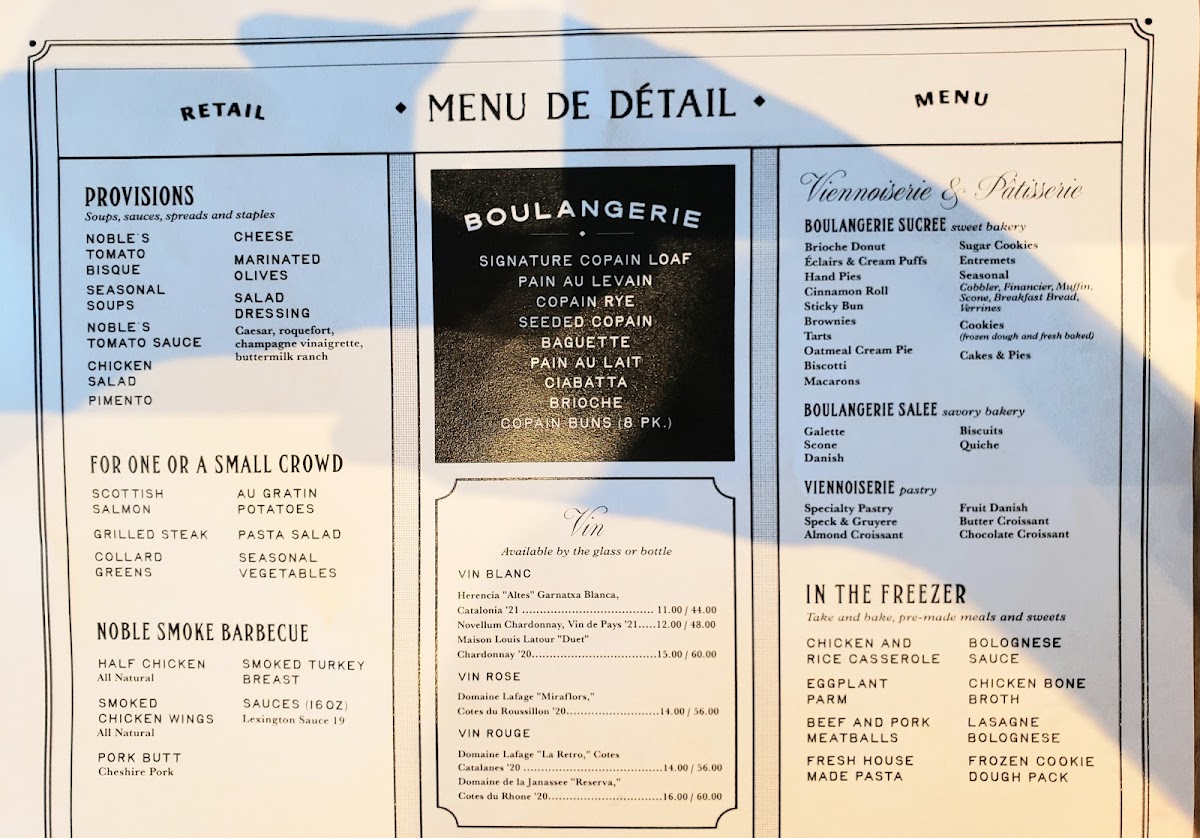 RETAIL
MENU DE DÉTAIL
MENU
PROVISIONS
Soups, sauces, spreads and staples
NOBLE'S
TOMATO
BISQUE
SEASONAL
SOUPS
NOBLE'S
TOMATO SAUCE
CHICKEN
SALAD
PIMENTO
CHEESE
MARINATED
OLIVES
SALAD
DRESSING
Caesar, roquefort,
champagne vinaigrette,
buttermilk ranch
FOR ONE OR A SMALL CROWD
SCOTTISH
SALMON
GRILLED STEAK
COLLARD
GREENS
AU GRATIN
POTATOES
PASTA SALAD
SEASONAL
VEGETABLES
NOBLE SMOKE BARBECUE
HALF CHICKEN
All Natural
SMOKED
CHICKEN WINGS
All Natural
PORK BUTT
Cheshire Pork
SMOKED TURKEY
BREAST
SAUCES (16OZ)
Lexington Sauce 19
BOULANGERIE
SIGNATURE COPAIN LOAF
PAIN AU LEVAIN
COPAIN RYE
SEEDED COPAIN
BAGUETTE
PAIN AU LAIT
CIABATTA
BRIOCHE
COPAIN BUNS (8 PK.)
Vin
Available by the glass or bottle
VIN BLANC
Herencia "Altes" Garnatxa Blanca,
Catalonia '21 .................................. 11.00 / 44.00
Novellum Chardonnay, Vin de Pays '21.....12.00 / 48.00
Maison Louis Latour "Duet"
Chardonnay '20.................................15.00 / 60.00
VIN ROSE
Domaine Lafage "Miraflors,"
Cotes du Roussillon '20........................14.00 / 56.00
VIN ROUGE
Domaine Lafage "La Retro," Cotes
Catalanes '20 ....................................14.00 / 56.00
Domaine de la Janassee "Reserva,"
Cotes du Rhone '20.............................16.00 / 60.00
Viennoiserie & Pâtisserie
BOULANGERIE SUCREE sweet bakery
Brioche Donut
Éclairs & Cream Puffs
Hand Pies
Cinnamon Roll
Sticky Bun
Brownies
Tarts
Oatmeal Cream Pie
Biscotti
Macarons
Sugar Cookies
Entremets
Seasonal
Cobbler, Financier, Muffin,
Scone, Breakfast Bread,
Verrines
Cookies
(frozen dough and fresh baked)
Cakes & Pies
BOULANGERIE SALEE savory bakery
Galette
Scone
Danish
Biscuits
Quiche
VIENNOISERIE pastry
Specialty Pastry
Speck & Gruyere
Almond Croissant
Fruit Danish
Butter Croissant
Chocolate Croissant
IN THE FREEZER
Take and bake, pre-made meals and sweets
CHICKEN AND
RICE CASSEROLE
EGGPLANT
PARM
BEEF AND PORK
MEATBALLS
FRESH HOUSE
MADE PASTA
BOLOGNESE
SAUCE
CHICKEN BONE
BROTH
LASAGNE
BOLOGNESE
FROZEN COOKIE
DOUGH PACK